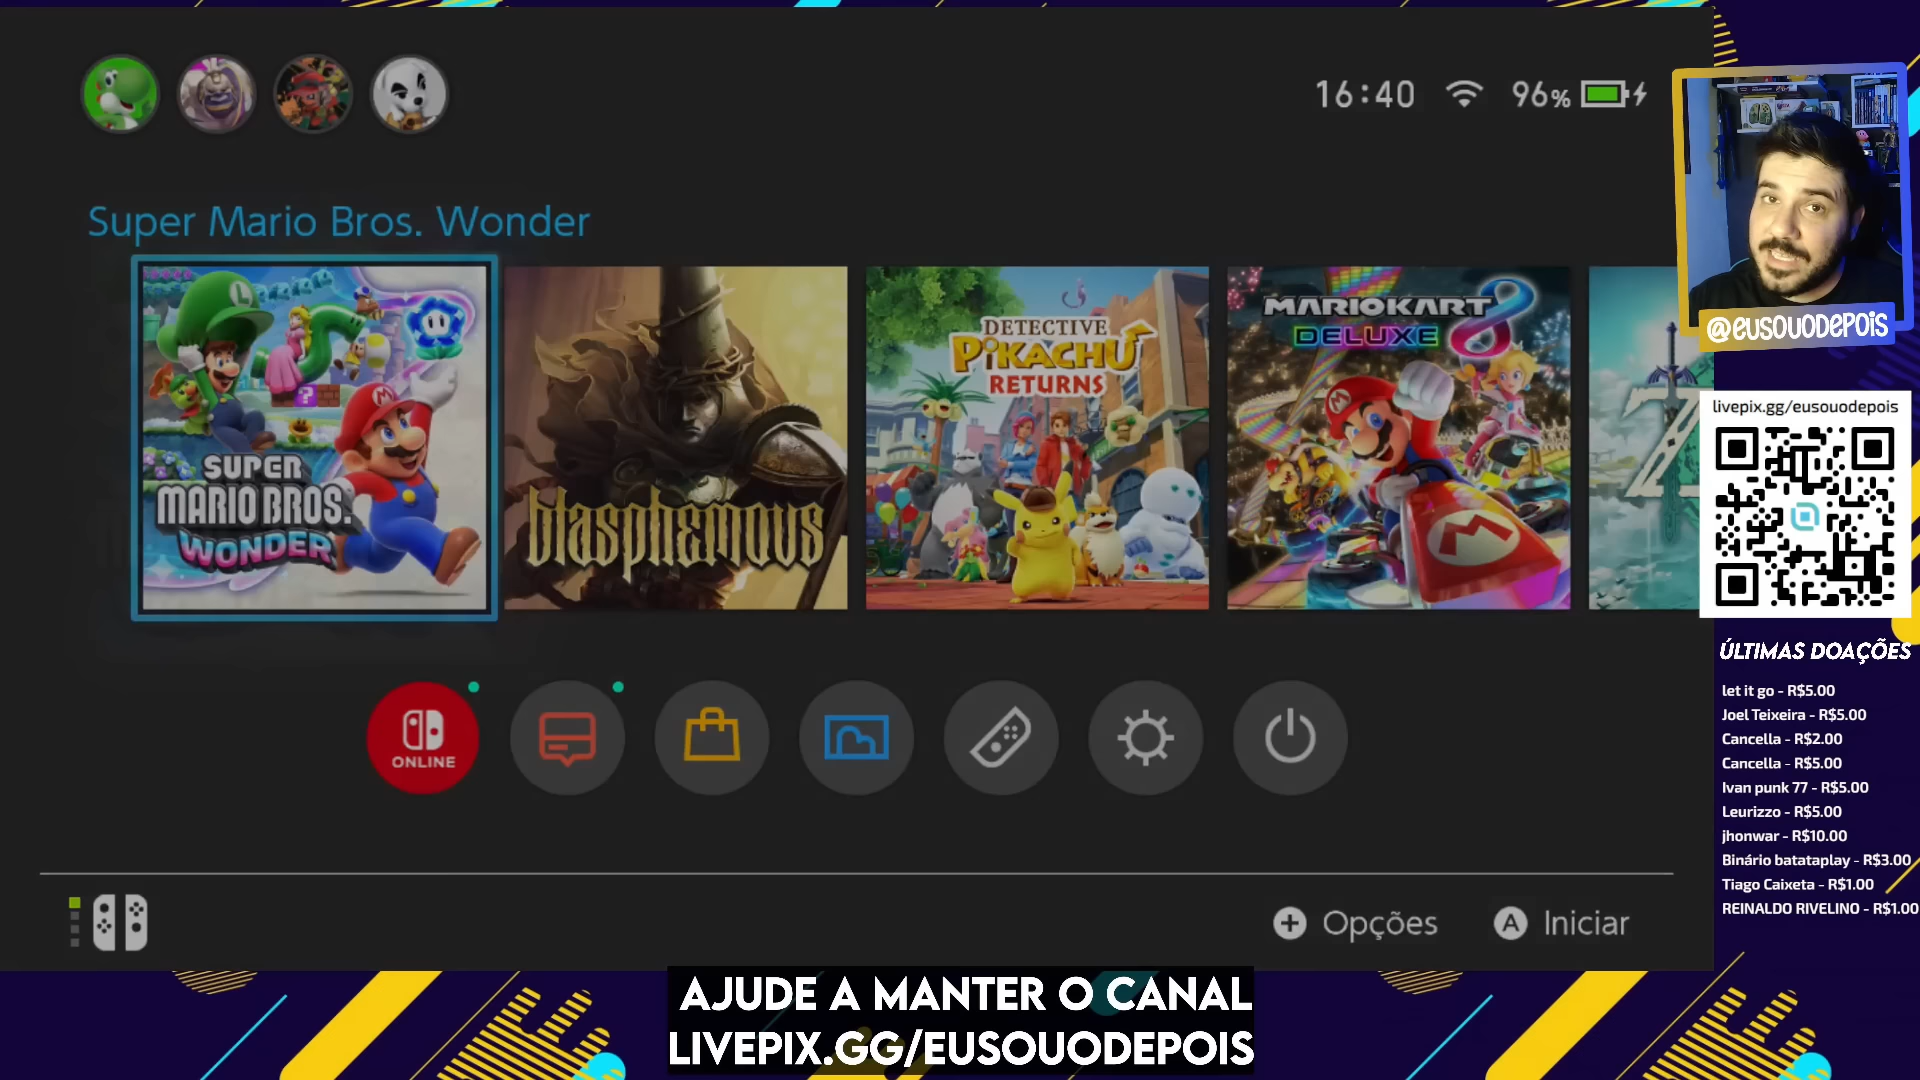 16:40
96%
Super Mario Bros. Wonder
SUPER
MARIO BROS.
WONDER
blasphemous
DETECTIVE
PiKACHU
RETURNS
MARIOKART
8
DELUXE
Z
@EUSOUODEPOIS
livepix.gg/eusouodepois
ÚLTIMAS DOAÇÕES
let it go - R$5.00
Joel Teixeira - R$5.00
Cancella - R$2.00
Cancella - R$5.00
Ivan punk 77 - R$5.00
Leurizzo - R$5.00
jhonwar - R$10.00
Binário batataplay - R$3.00
Tiago Caixeta - R$1.00
REINALDO RIVELINO - R$1.00
ONLINE
+ Opções
A Iniciar
AJUDE A MANTER O CANAL
LIVEPIX.GG/EUSOUODEPOIS